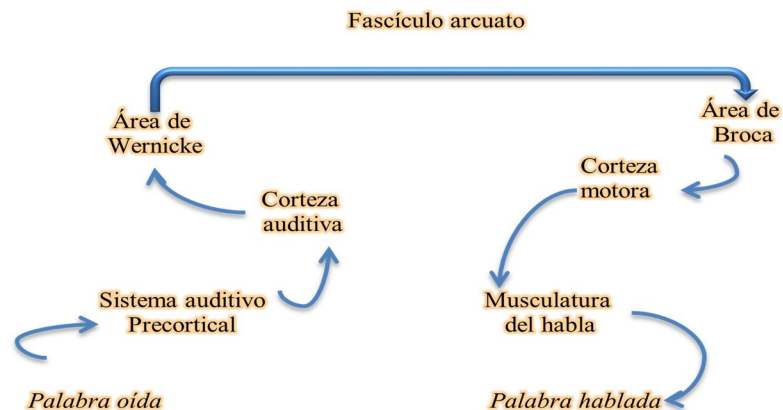 Fascículo arcuato
Área de
Wernicke
Área de
Broca
Corteza
motora
Corteza
auditiva
Sistema auditivo
Precortical
Musculatura
del habla
Palabra oída
Palabra hablada